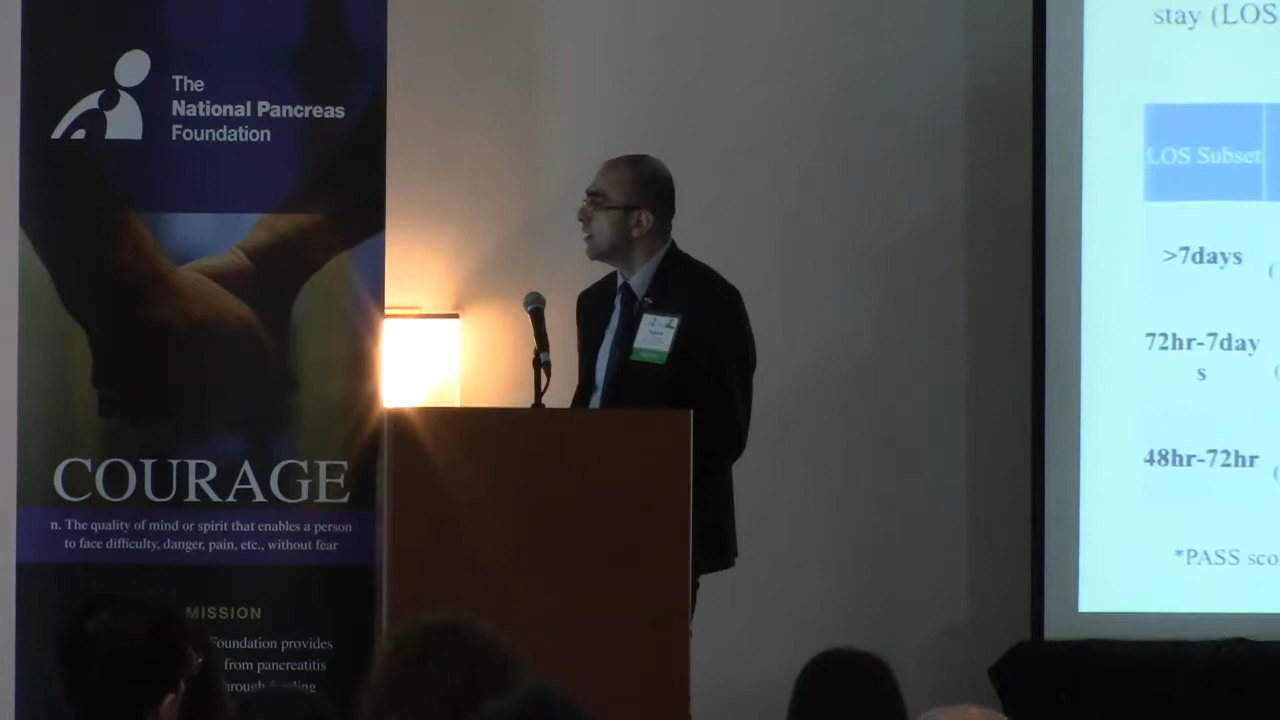 The
National Pancreas
Foundation
COURAGE
n. The quality of mind or spirit that enables a person
to face difficulty, danger, pain, etc., without fear
MISSION
Foundation provides
from pancreatitis
through funding
stay (LOS
LOS Subset
>7days
72hr-7day
s
48hr-72hr
*PASS sco